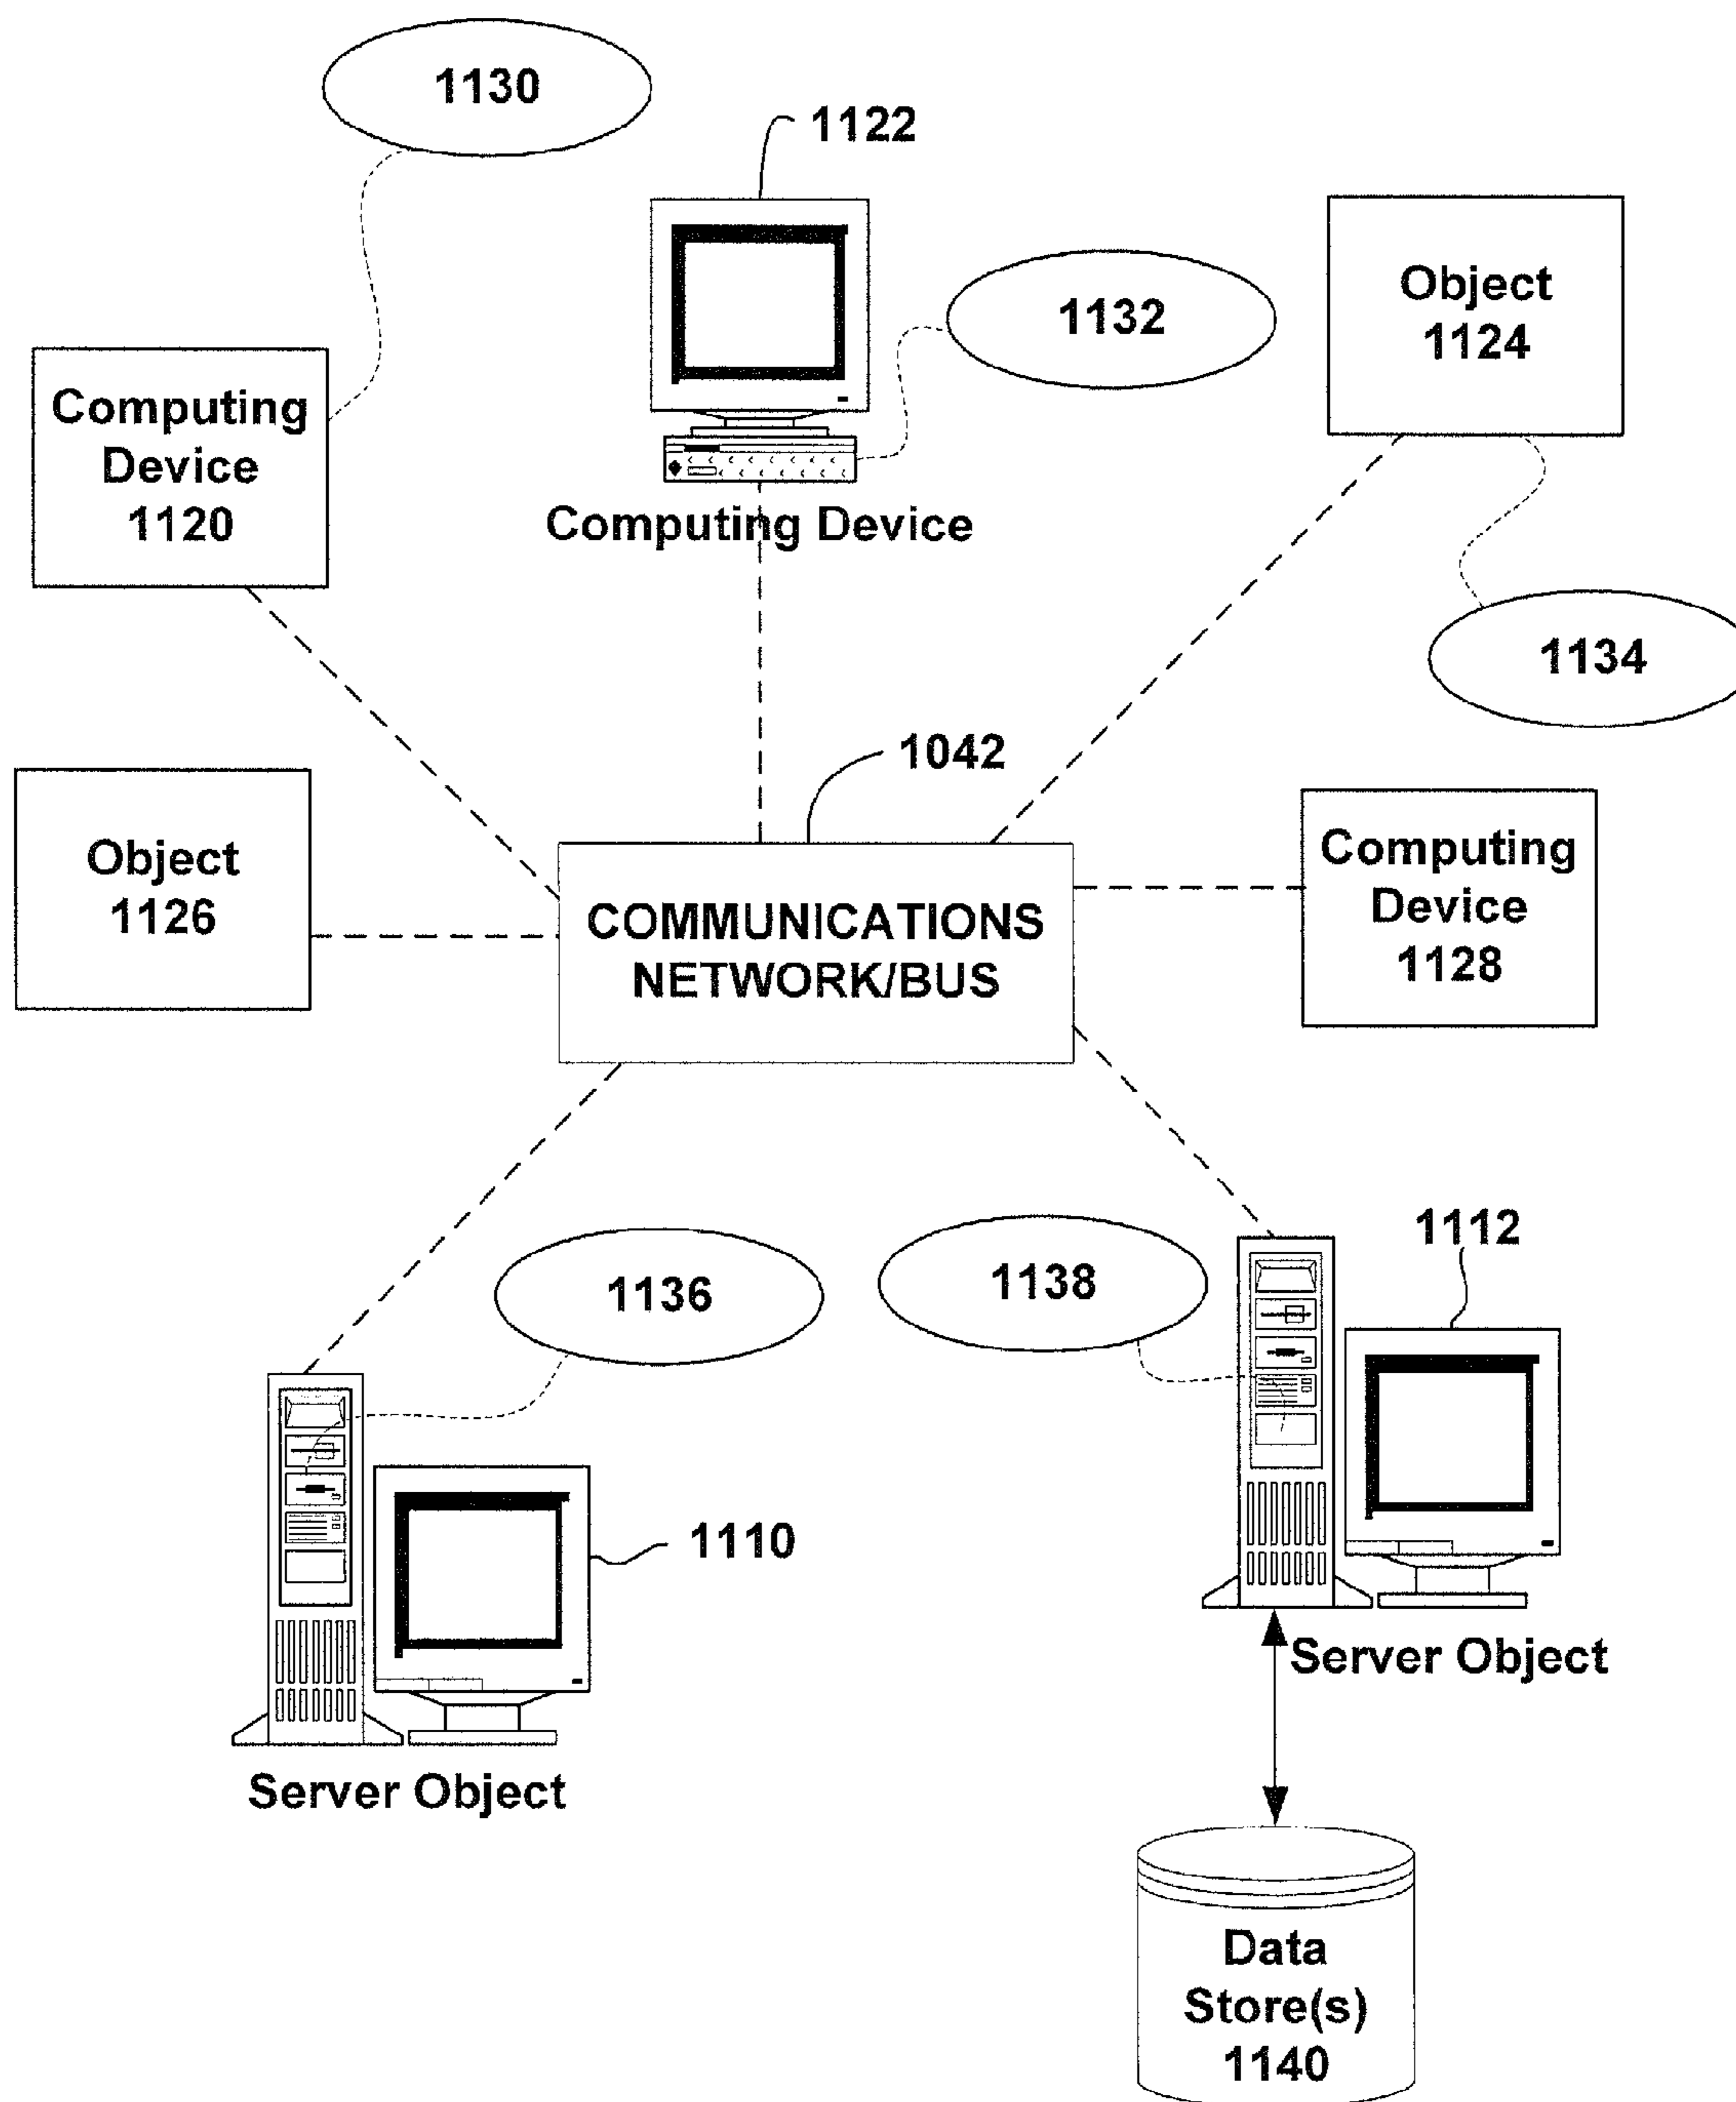 1130
1122
1132
Object
1124
Computing
Device
1120
Computing Device
1134
1042
Object
1126
COMMUNICATIONS
NETWORK/BUS
Computing
Device
1128
1136
1138
1112
1110
Server Object
Server Object
Data
Store(s)
1140